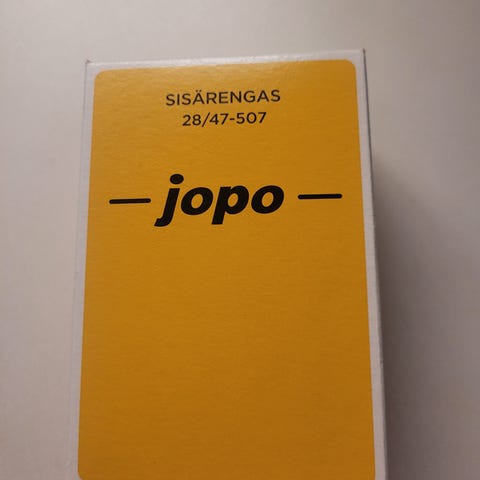 SISÄRENGAS
28/47-507
— jopo —